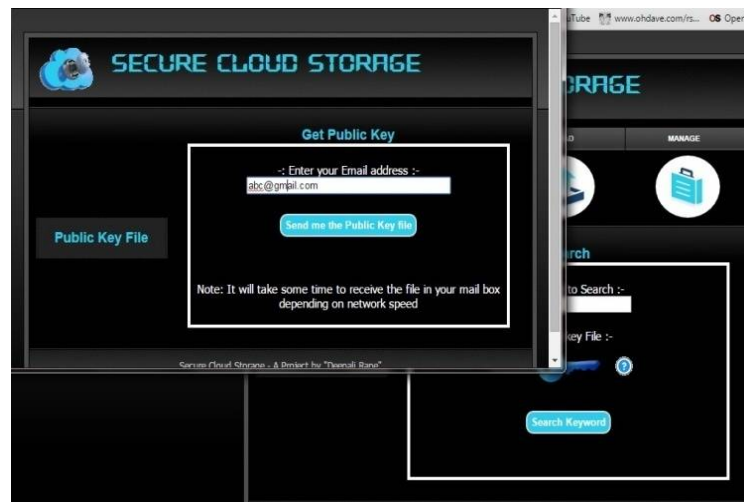 SECURE CLOUD STORAGE
Get Public Key
-: Enter your Email address :-
abc@gmail.com
Send me the Public Key file
Public Key File
Note: It will take some time to receive the file in your mail box
depending on network speed
Secure Cloud Storage - A Project by "Deepali Rane"
uTube www.ohdave.com/rs... OS Oper
ORAGE
MANAGE
rch
to Search :-
key File :-
?
Search Keyword